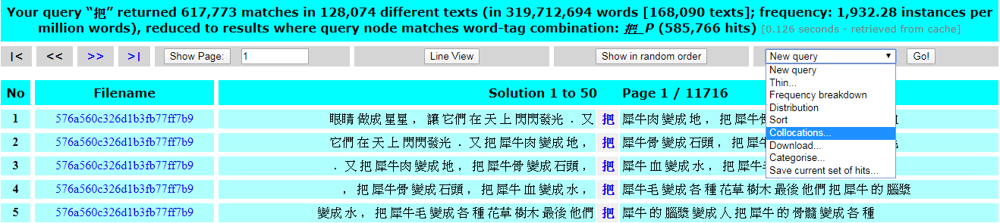 Your query “把” returned 617,773 matches in 128,074 different texts (in 319,712,694 words [168,090 texts]; frequency: 1,932.28 instances per
million words), reduced to results where query node matches word-tag combination: 把_P (585,766 hits) [0.126 seconds - retrieved from cache]
|< << >> >| Show Page: 1 Line View Show in random order New query Go!
New query
Thin...
Frequency breakdown
Distribution
Sort
Collocations...
Download...
Categorise...
Save current set of hits...
No Filename Solution 1 to 50 Page 1 / 11716
1 576a560c326d1b3fb77ff7b9 眼睛 做成 星星 ， 讓 它們 在 天 上 閃閃發光 ． 又 把 犀牛肉 變成 地 ， 把 犀牛骨
2 576a560c326d1b3fb77ff7b9 它們 在 天 上 閃閃發光 ． 又 把 犀牛肉 變成 地 ， 把 犀牛骨 變成 石頭 ， 把 犀牛
3 576a560c326d1b3fb77ff7b9 ． 又 把 犀牛肉 變成 地 ， 把 犀牛骨 變成 石頭 ， 把 犀牛 血 變成 水 ， 把 犀牛
4 576a560c326d1b3fb77ff7b9 ， 把 犀牛骨 變成 石頭 ， 把 犀牛 血 變成 水 ， 把 犀牛毛 變成 各 種 花草 樹木 最後 他們 把 犀牛 的 腦漿
5 576a560c326d1b3fb77ff7b9 變成 水 ， 把 犀牛毛 變成 各 種 花草 樹木 最後 他們 把 犀牛 的 腦漿 變成 人 把 犀牛 的 骨髓 變成 各 種